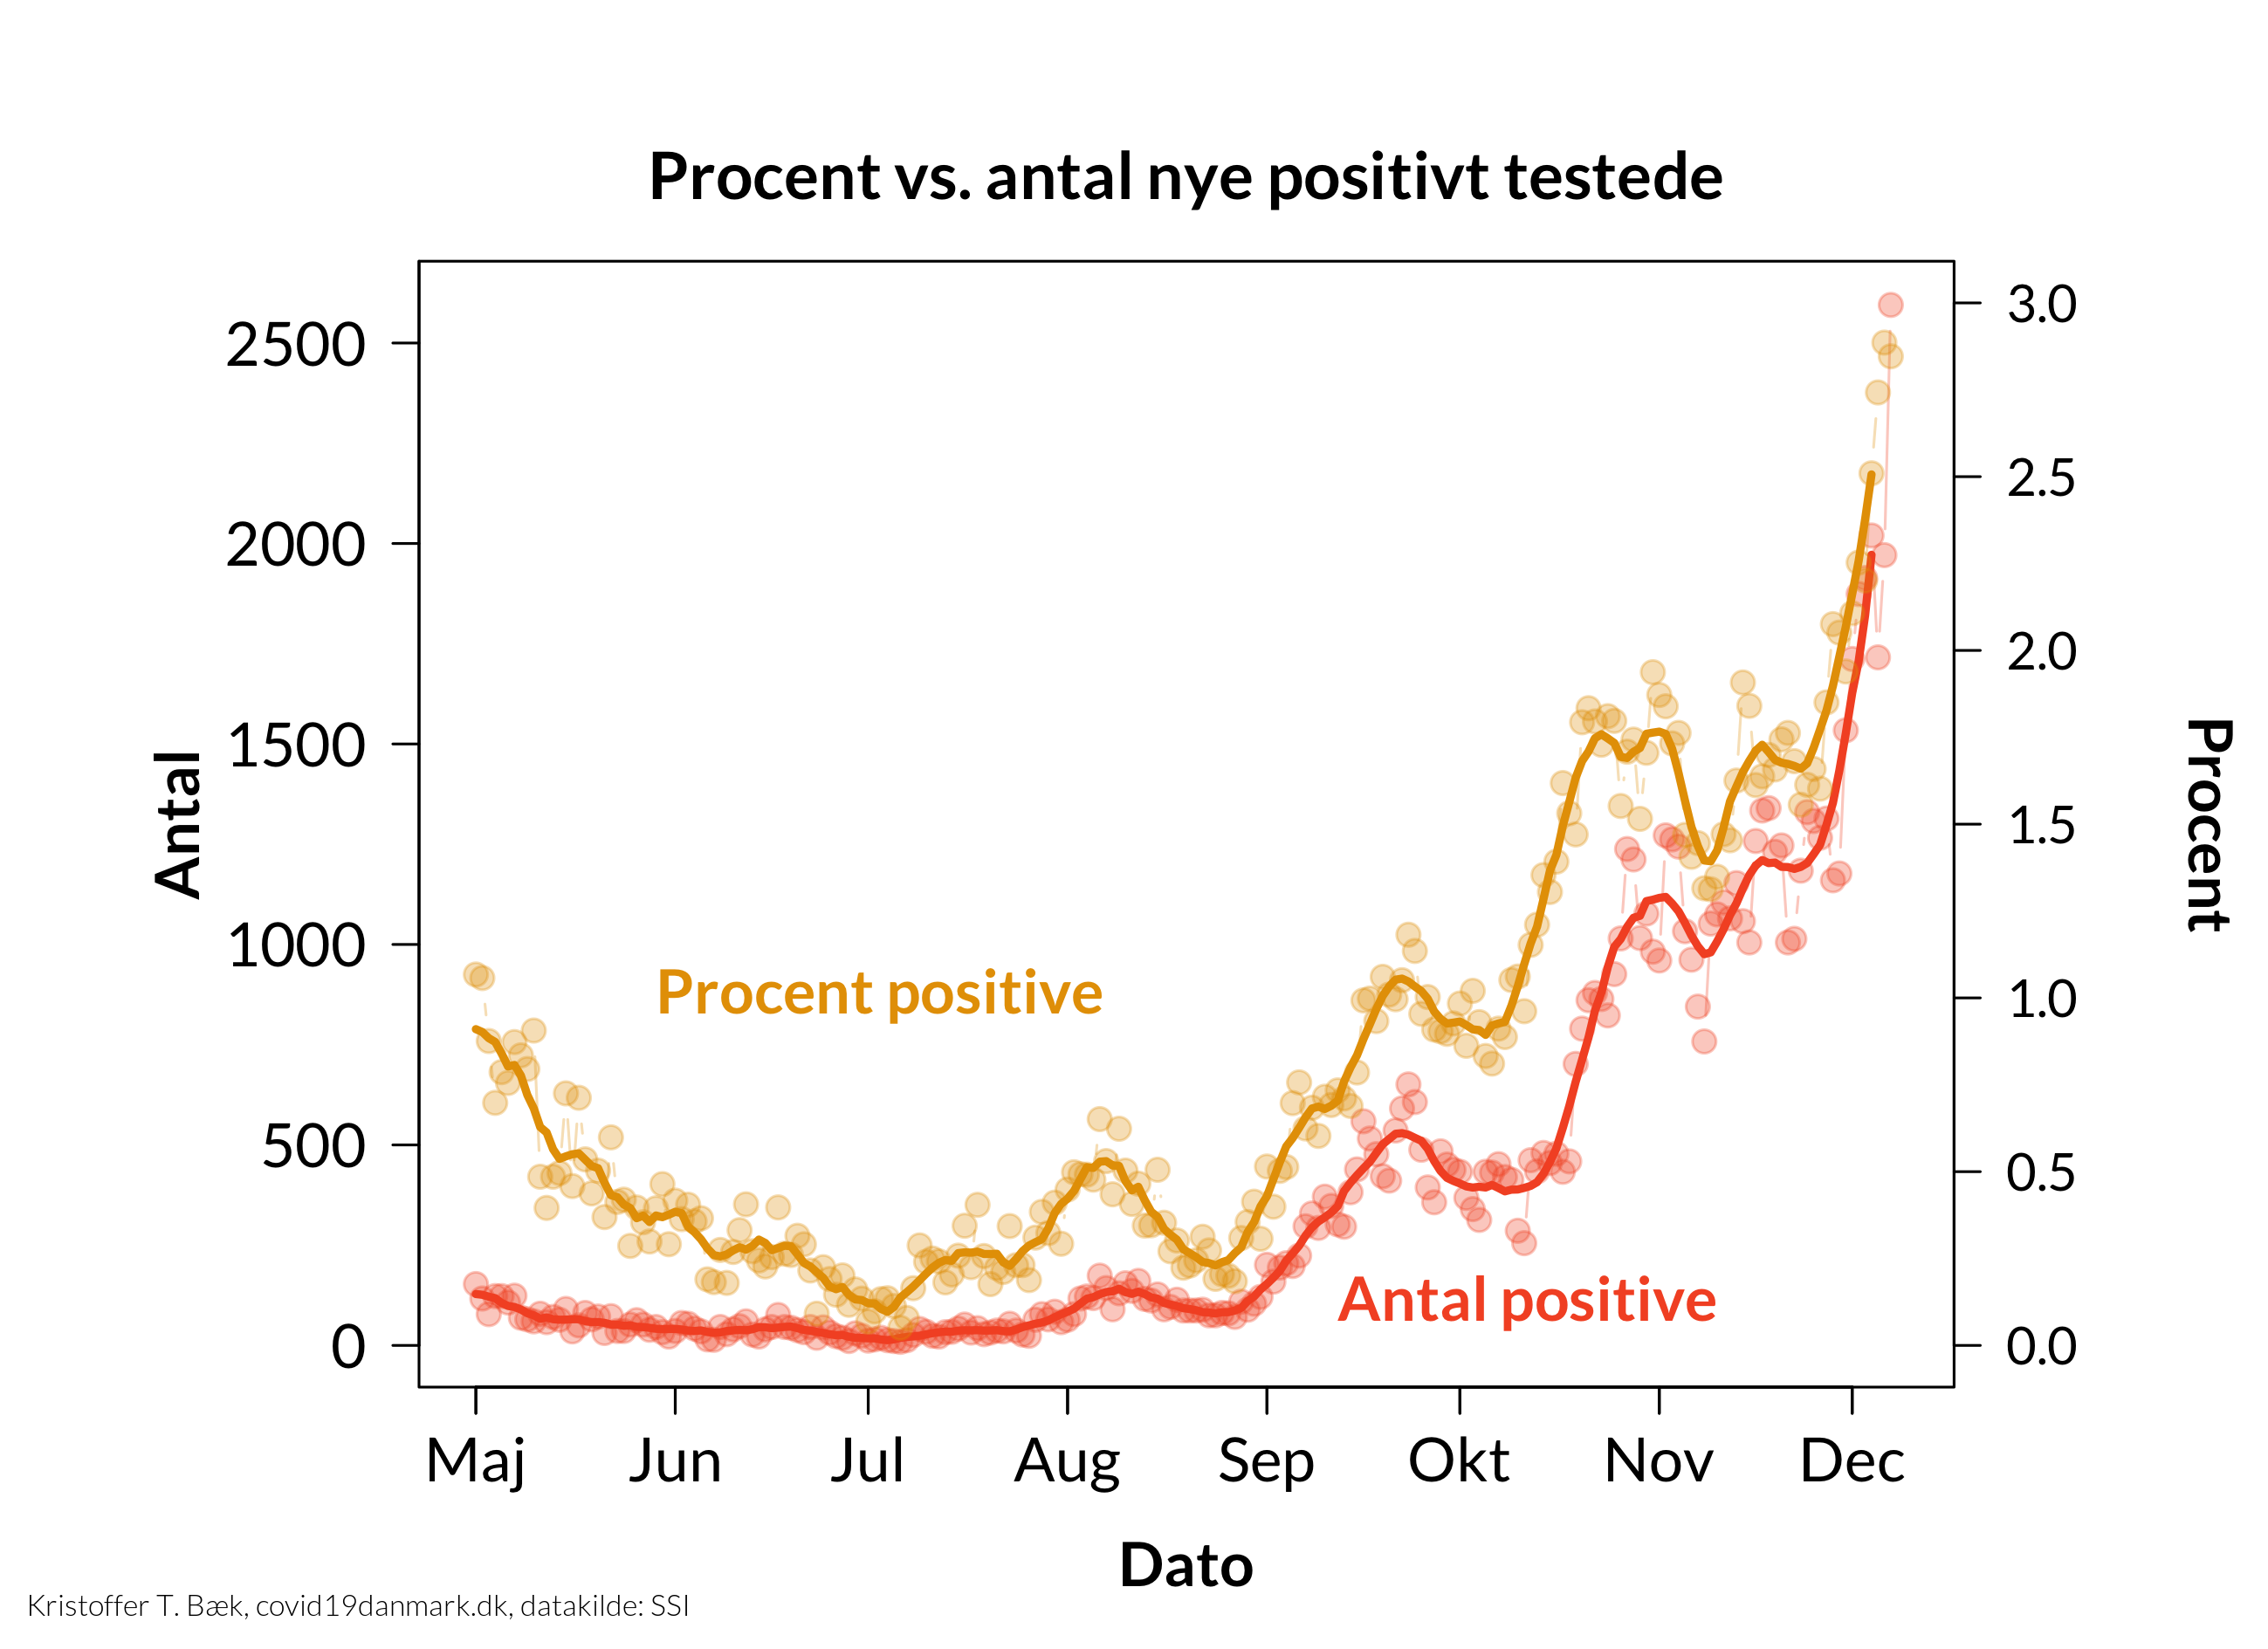 Procent vs. antal nye positivt testede
2500
2000
1500
1000
500
0
Antal
3.0
2.5
2.0
1.5
1.0
0.5
0.0
Procent
Procent positive
Antal positive
Maj Jun Jul Aug Sep Okt Nov Dec
Dato
Kristoffer T. Bæk, covid19danmark.dk, datakilde: SSI